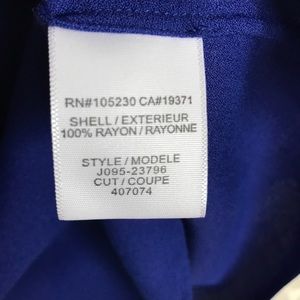 RN#105230 CA#19371
SHELL / EXTERIEUR
100% RAYON / RAYONNE
STYLE / MODELE
J095-23796
CUT / COUPE
407074